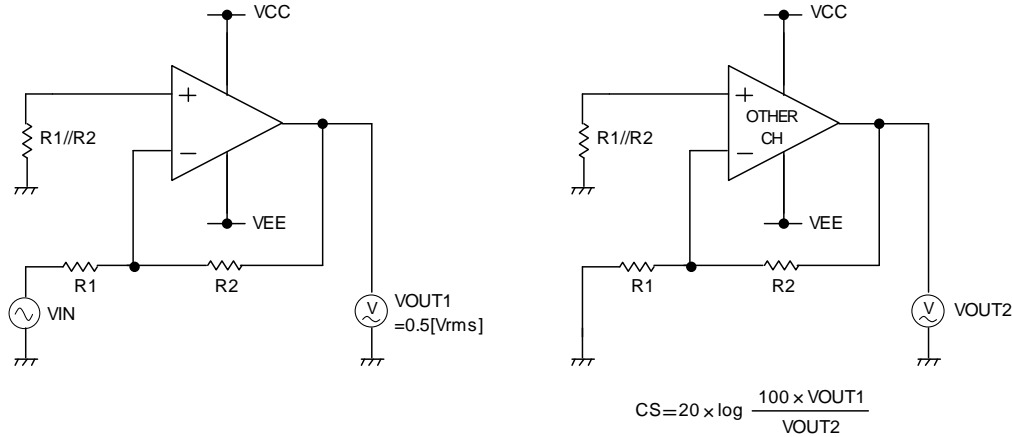 VCC
+
R1//R2
−
VEE
R1
R2
VIN
V
VOUT1
=0.5[Vrms]
VCC
+
OTHER
CH
R1//R2
−
VEE
R1
R2
V
VOUT2
CS=20×log 100×VOUT1
VOUT2